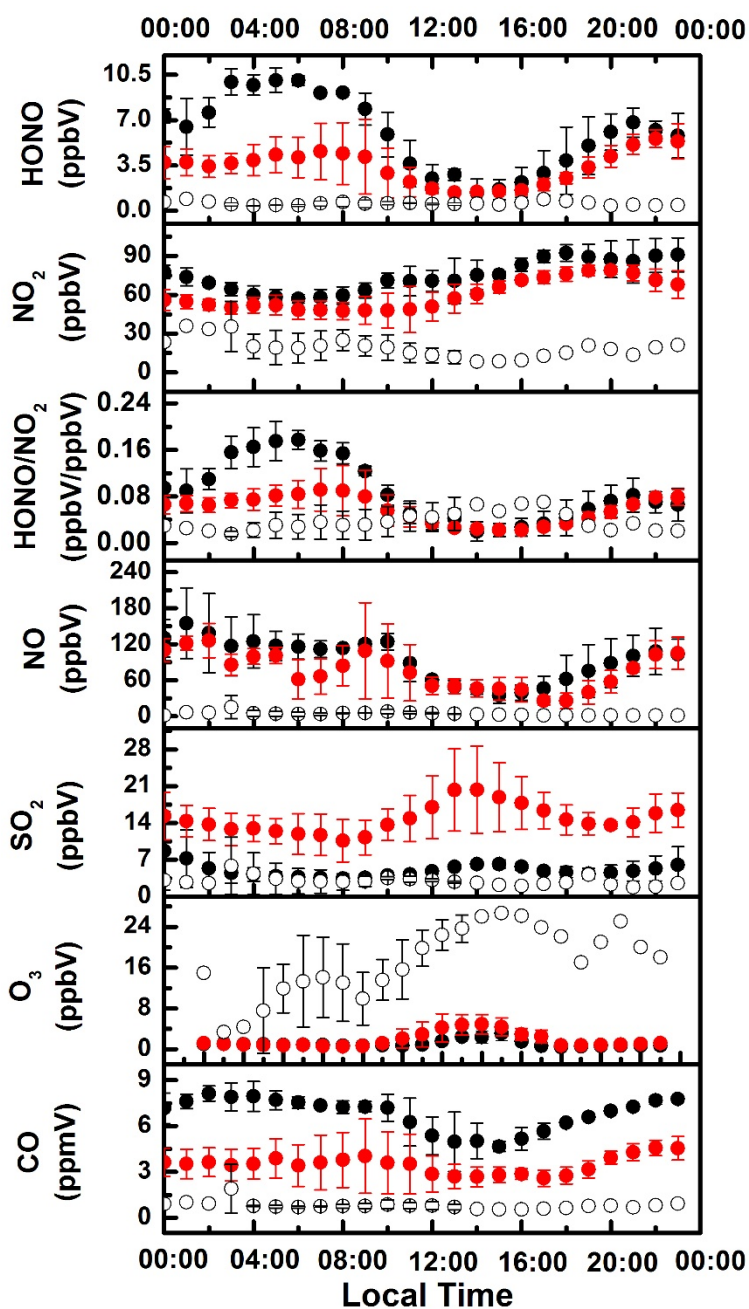 00:00 04:00 08:00 12:00 16:00 20:00 00:00
HONO
(ppbV)
10.5
7.0
3.5
0.0
NO2
(ppbV)
90
60
30
0
HONO/NO2
(ppbV/ppbV)
0.24
0.16
0.08
0.00
NO
(ppbV)
240
180
120
60
0
SO2
(ppbV)
28
21
14
7
0
O3
(ppbV)
24
16
8
0
CO
(ppmV)
9
6
3
0
00:00 04:00 08:00 12:00 16:00 20:00 00:00
Local Time